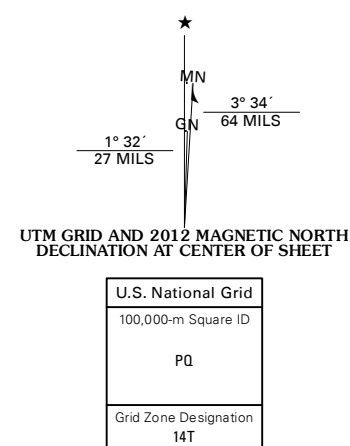 ★
MN
GN
3° 34´
64 MILS
1° 32´
27 MILS
UTM GRID AND 2012 MAGNETIC NORTH
DECLINATION AT CENTER OF SHEET
U.S. National Grid
100,000-m Square ID
PQ
Grid Zone Designation
14T